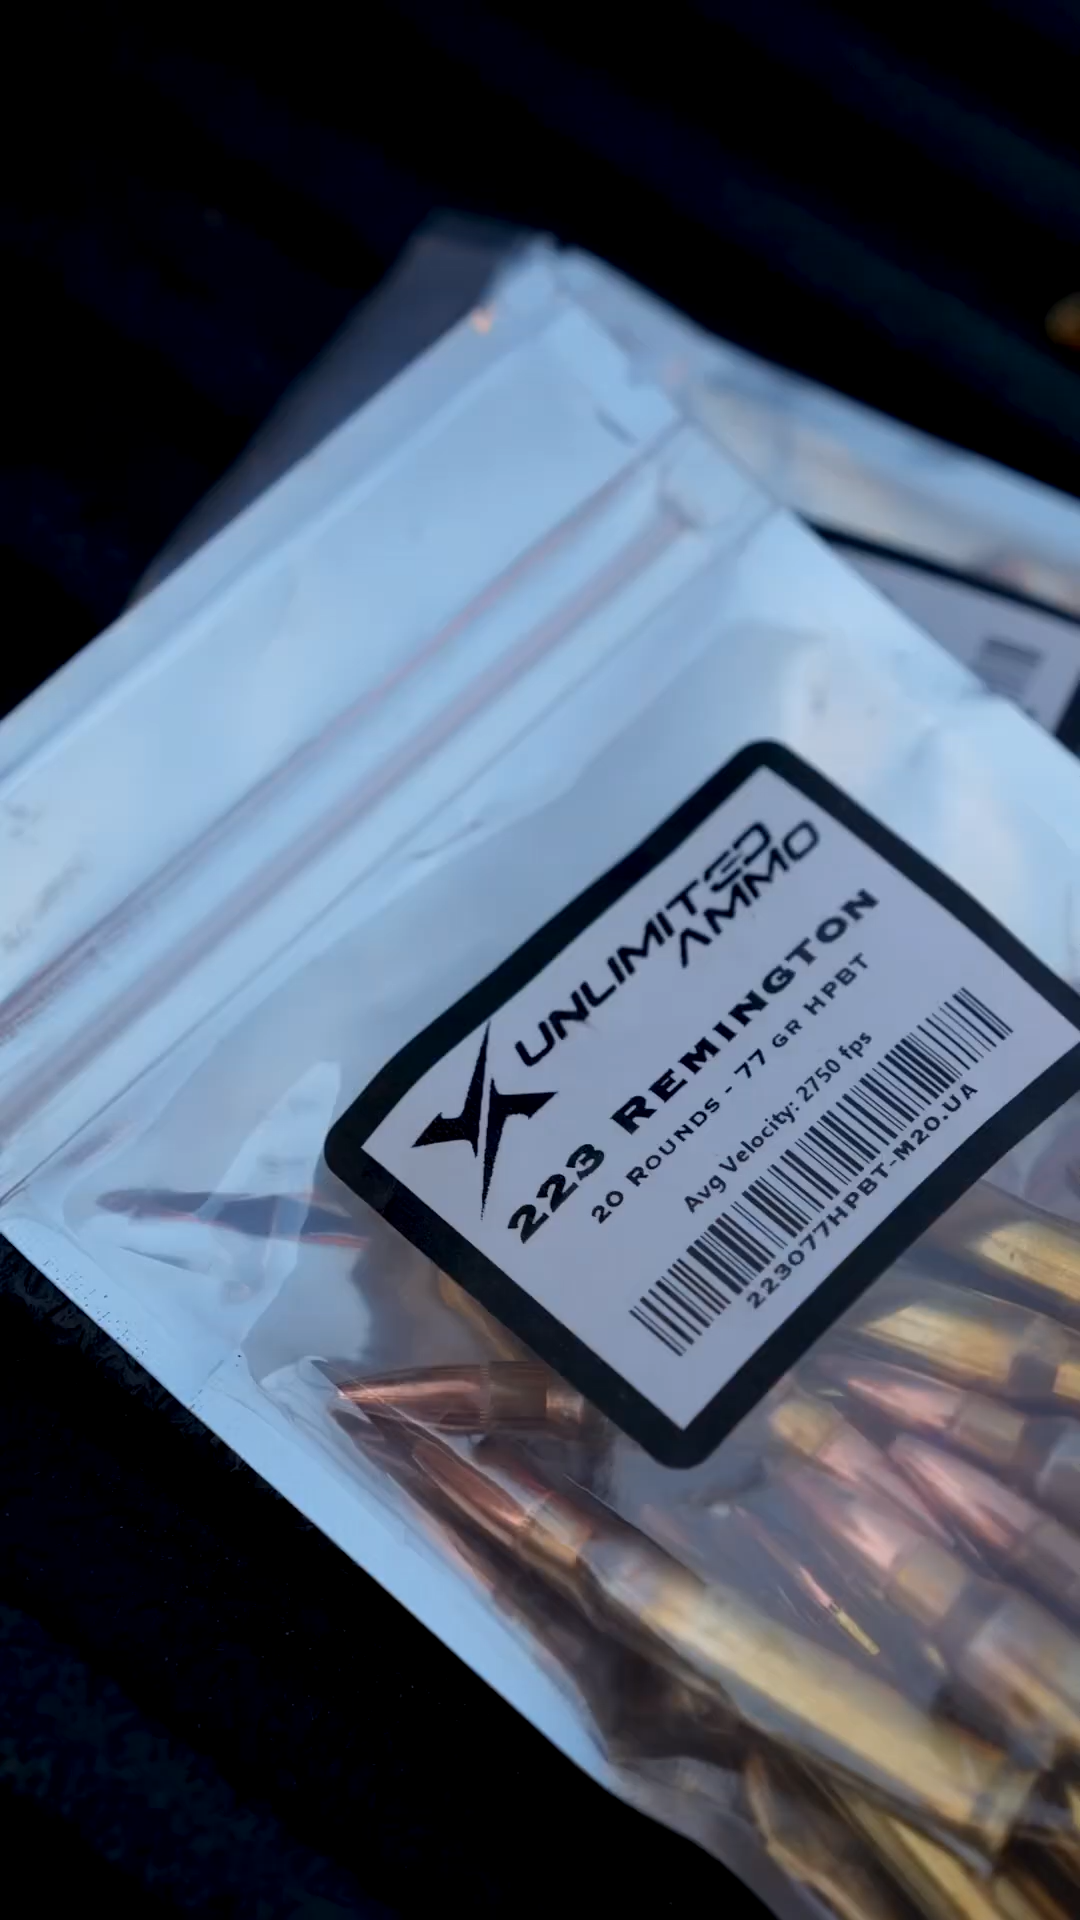 UNLIMITED
AMMO
223 REMINGTON
20 ROUNDS - 77 GR HPBT
Avg Velocity: 2750 fps
223077HPBT-M20.UA